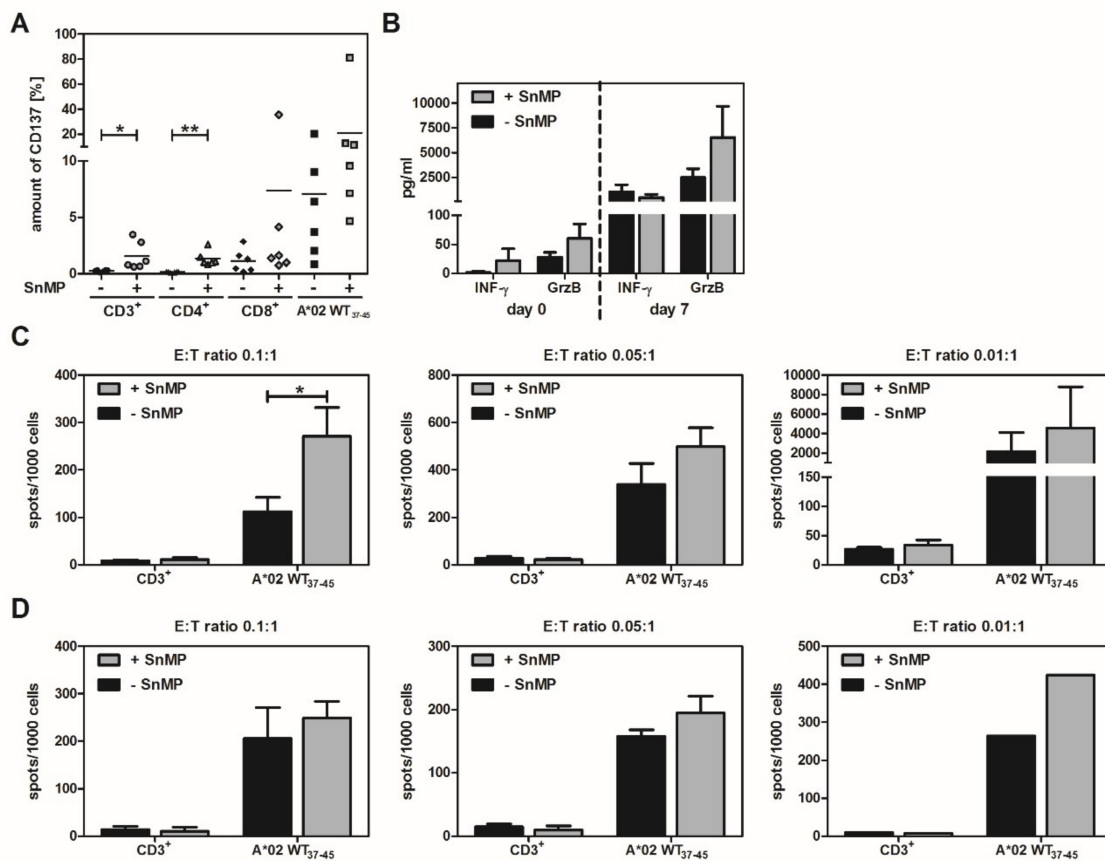 A
amount of CD137 [%]
100
80
60
40
20
10
5
0
*
**
SnMP - + - + - + - +
CD3+ CD4+ CD8+ A*02 WT37-45
B
pg/ml
10000
7500
5000
2500
100
50
0
+ SnMP
- SnMP
INF-γ GrzB INF-γ GrzB
day 0 day 7
C
E:T ratio 0.1:1
spots/1000 cells
400
300
200
100
0
+ SnMP
- SnMP
*
CD3+ A*02 WT37-45
E:T ratio 0.05:1
spots/1000 cells
800
600
400
200
0
+ SnMP
- SnMP
CD3+ A*02 WT37-45
E:T ratio 0.01:1
spots/1000 cells
10000
8000
6000
4000
2000
150
100
50
0
+ SnMP
- SnMP
CD3+ A*02 WT37-45
D
E:T ratio 0.1:1
spots/1000 cells
400
300
200
100
0
+ SnMP
- SnMP
CD3+ A*02 WT37-45
E:T ratio 0.05:1
spots/1000 cells
300
200
100
0
+ SnMP
- SnMP
CD3+ A*02 WT37-45
E:T ratio 0.01:1
spots/1000 cells
500
400
300
200
100
0
+ SnMP
- SnMP
CD3+ A*02 WT37-45